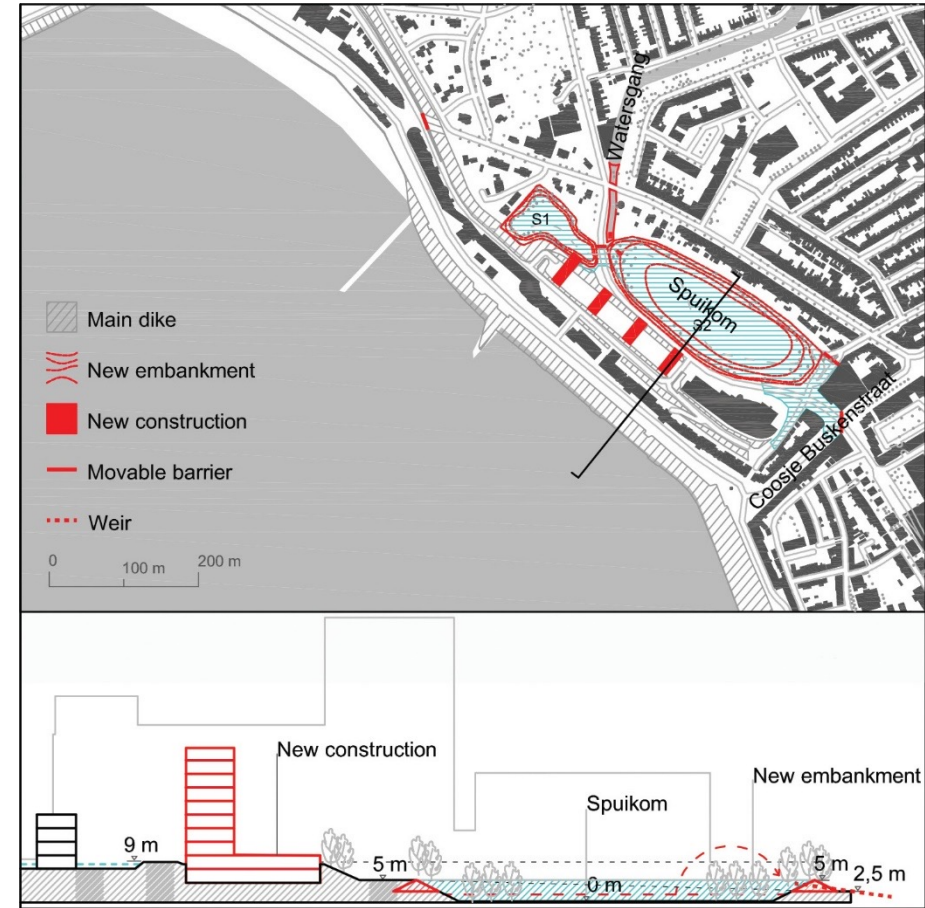 Watersgang
S1
Spuikom
S2
Coosje Buskenstraat
Main dike
New embankment
New construction
Movable barrier
Weir
0
100 m
200 m
New construction
New embankment
Spuikom
9 m
5 m
0 m
5 m
2,5 m